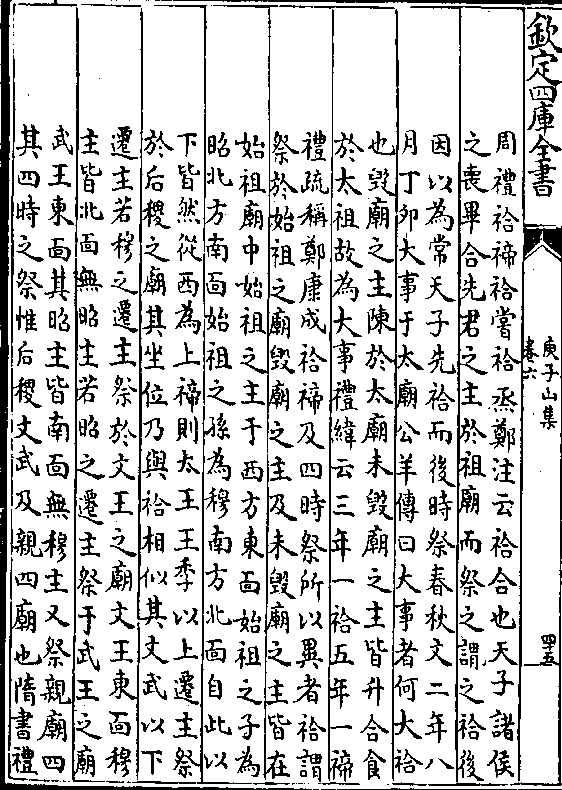 欽定四庫全書
庚子山集
卷六
四十五
周禮祫禘祫嘗祫烝鄭注云祫合也天子諸侯
之喪畢合先君之主於祖廟而祭之謂之祫後
因以為常天子先祫而後時祭春秋文二年八
月丁卯大事于太廟公羊傳曰大事者何大祫
也毀廟之主陳於太廟未毀廟之主皆升合食
於太祖故為大事禮緯云三年一祫五年一禘
禮疏稱鄭康成祫禘及四時祭所以異者祫謂
祭於始祖之廟毀廟之主及未毀廟之主皆在
始祖廟中始祖之主于西方東面始祖之子為
昭北方南面始祖之孫為穆南方北面自此以
下皆然從西為上禘則太王王季以上遷主祭
於后稷之廟其坐位乃與祫相似其文武以下
遷主若穆之遷主祭於文王之廟文王東面穆
主皆北面無昭主若昭之遷主祭于武王之廟
武王東面其昭主皆南面無穆主又祭親廟四
其四時之祭惟后稷文武及親四廟也隋書禮